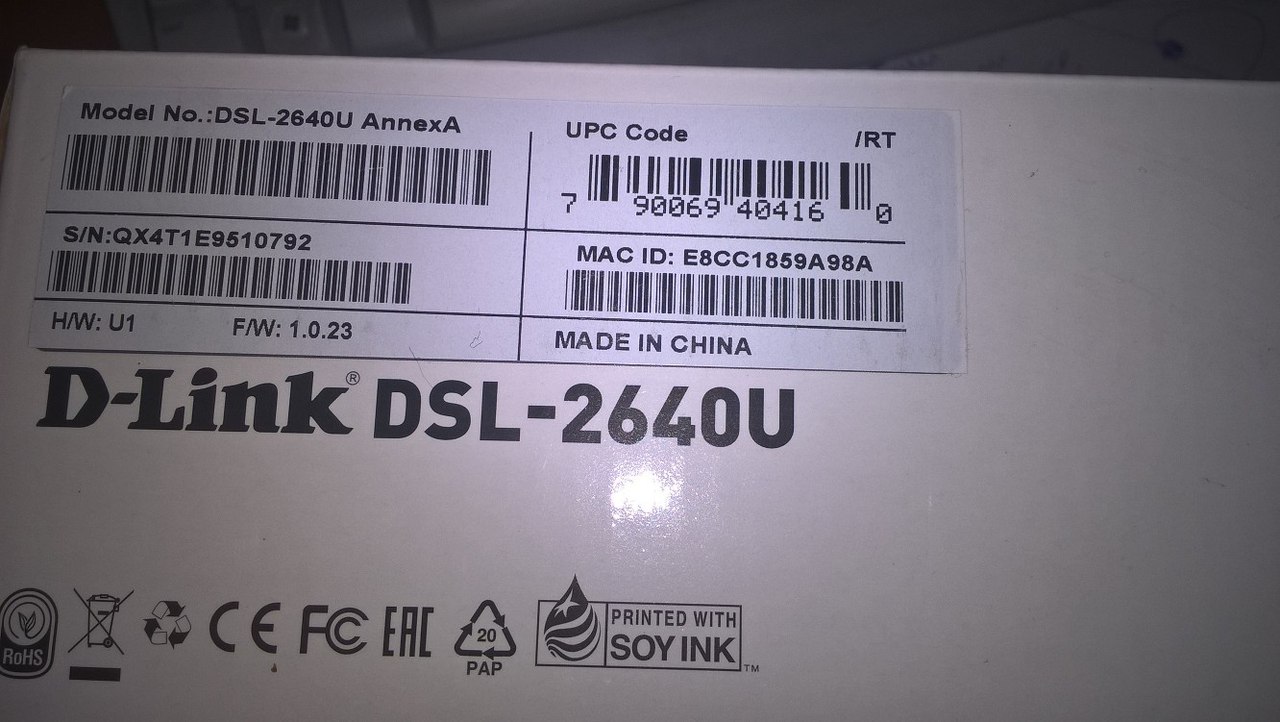 Model No.:DSL-2640U AnnexA
UPC Code /RT
7 90069 40416 0
S/N:QX4T1E9510792
MAC ID: E8CC1859A98A
H/W: U1 F/W: 1.0.23
MADE IN CHINA
D-Link® DSL-2640U
RoHS
CE FC EAC
20
PAP
PRINTED WITH
SOY INK™